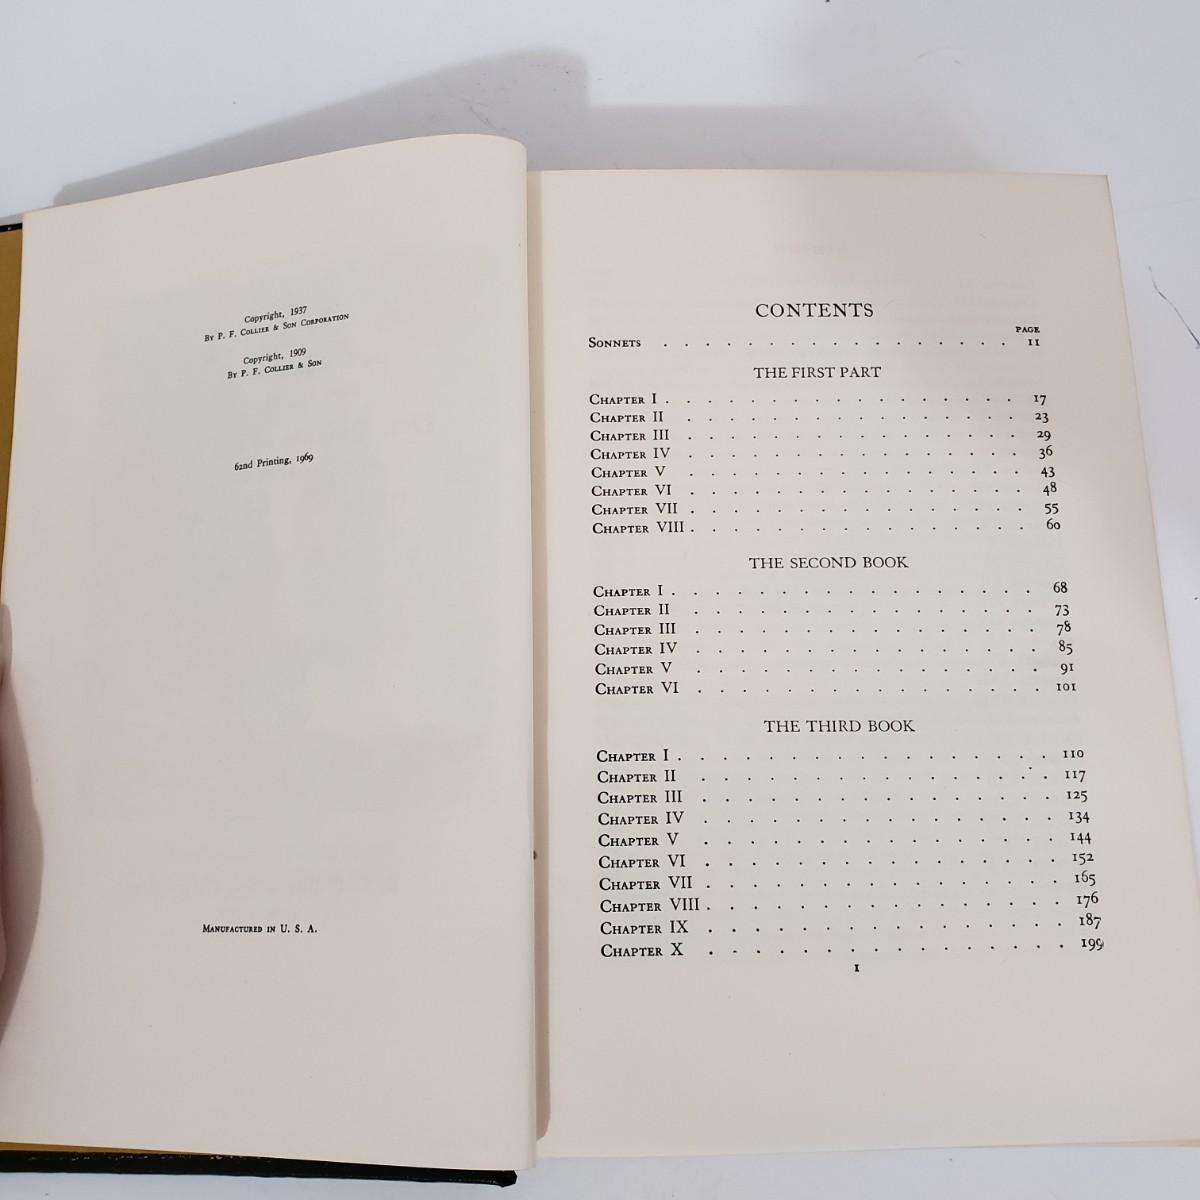 Copyright, 1937
By P. F. Collier & Son Corporation
Copyright, 1909
By P. F. Collier & Son
62nd Printing, 1969
Manufactured in U. S. A.
CONTENTS
PAGE
Sonnets . . . . . . . . . . . . . . . . 11
THE FIRST PART
Chapter I . . . . . . . . . . . . . . . 17
Chapter II . . . . . . . . . . . . . . . 23
Chapter III . . . . . . . . . . . . . . . 29
Chapter IV . . . . . . . . . . . . . . . 36
Chapter V . . . . . . . . . . . . . . . 43
Chapter VI . . . . . . . . . . . . . . . 48
Chapter VII . . . . . . . . . . . . . . . 55
Chapter VIII . . . . . . . . . . . . . . . 60
THE SECOND BOOK
Chapter I . . . . . . . . . . . . . . . 68
Chapter II . . . . . . . . . . . . . . . 73
Chapter III . . . . . . . . . . . . . . . 78
Chapter IV . . . . . . . . . . . . . . . 85
Chapter V . . . . . . . . . . . . . . . 91
Chapter VI . . . . . . . . . . . . . . . 101
THE THIRD BOOK
Chapter I . . . . . . . . . . . . . . . 110
Chapter II . . . . . . . . . . . . . . . 117
Chapter III . . . . . . . . . . . . . . . 125
Chapter IV . . . . . . . . . . . . . . . 134
Chapter V . . . . . . . . . . . . . . . 144
Chapter VI . . . . . . . . . . . . . . . 152
Chapter VII . . . . . . . . . . . . . . . 165
Chapter VIII . . . . . . . . . . . . . . . 176
Chapter IX . . . . . . . . . . . . . . . 187
Chapter X . . . . . . . . . . . . . . . 199
1